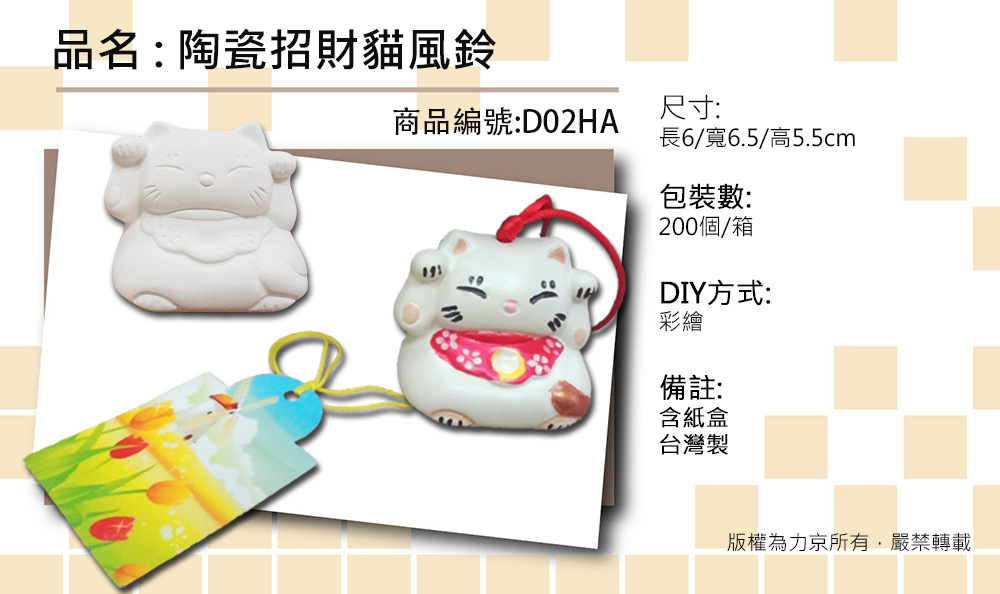 品名 : 陶瓷招財貓風鈴
商品編號:D02HA
尺寸:
長6/寬6.5/高5.5cm
包裝數:
200個/箱
DIY方式:
彩繪
備註:
含紙盒
台灣製
版權為力京所有，嚴禁轉載